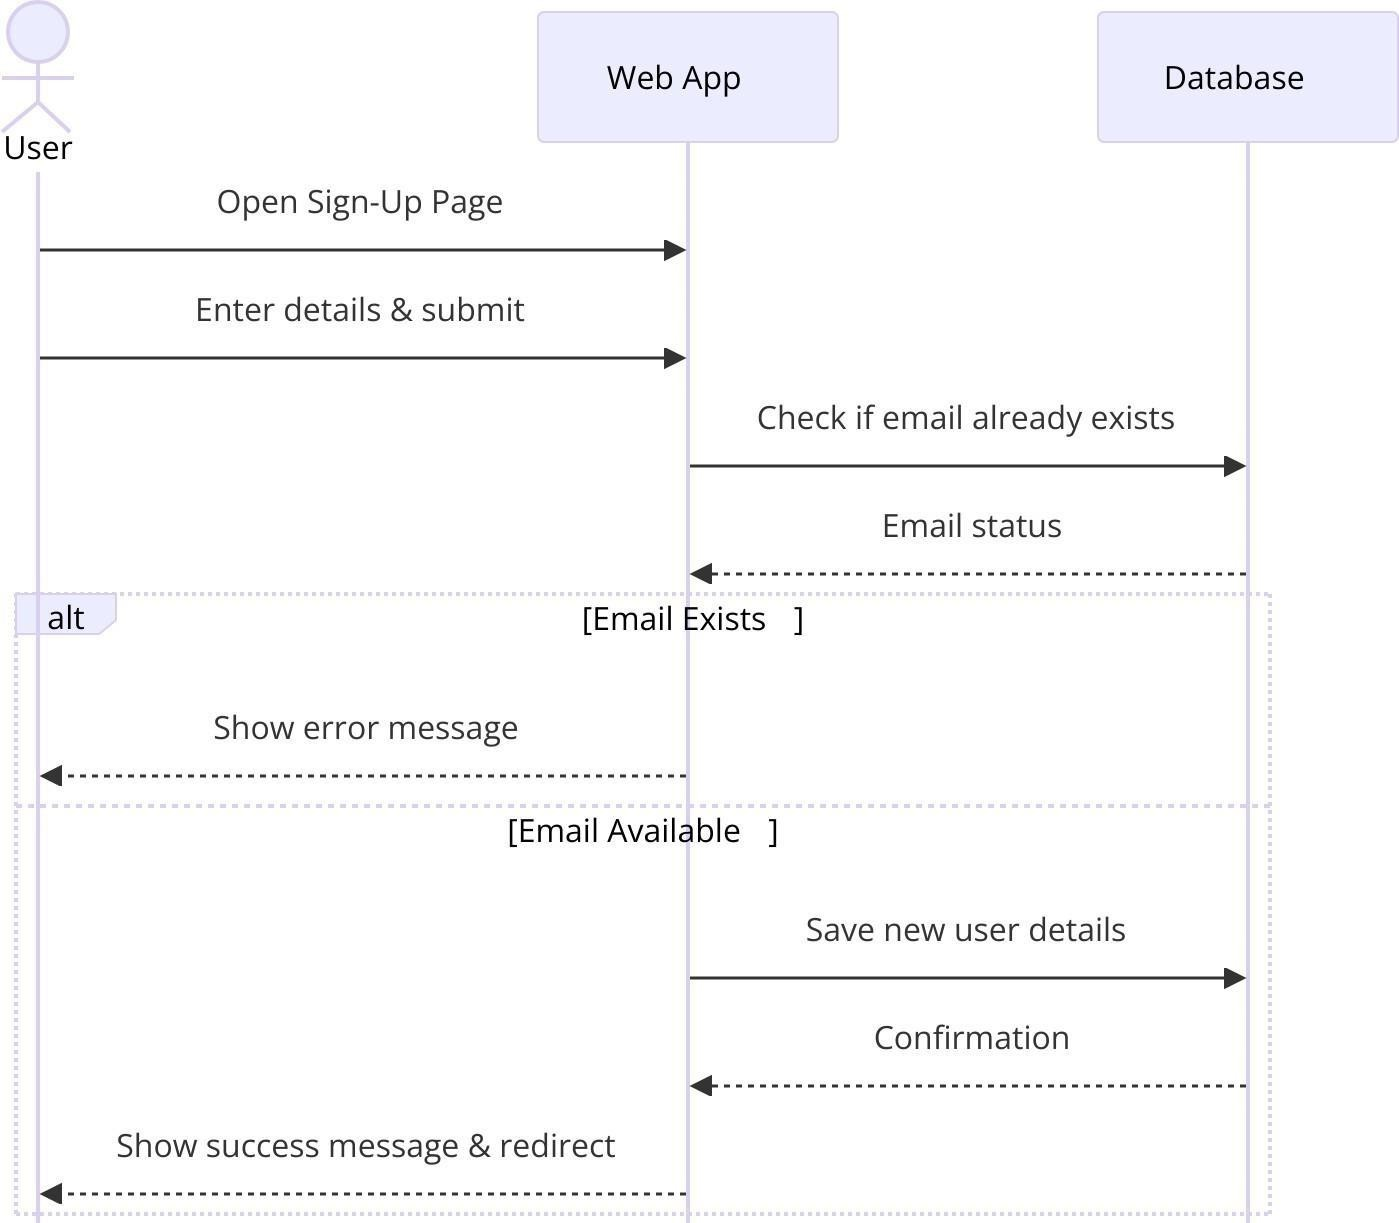 User
Web App
Database
Open Sign-Up Page
Enter details & submit
Check if email already exists
Email status
alt
[Email Exists ]
Show error message
[Email Available ]
Save new user details
Confirmation
Show success message & redirect